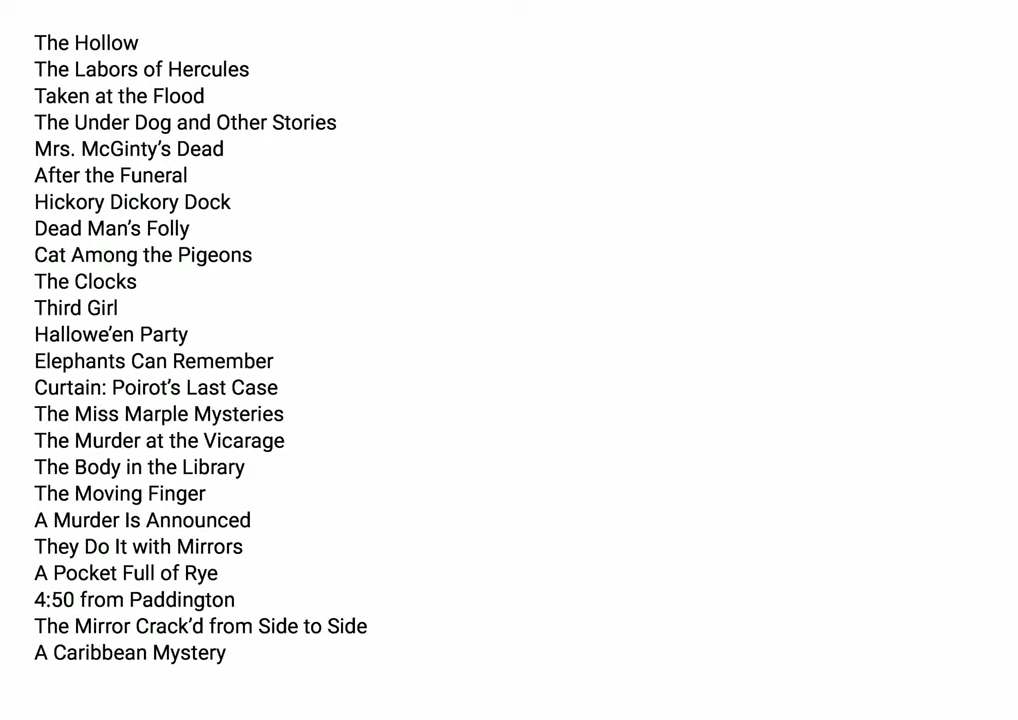 The Hollow
The Labors of Hercules
Taken at the Flood
The Under Dog and Other Stories
Mrs. McGinty’s Dead
After the Funeral
Hickory Dickory Dock
Dead Man’s Folly
Cat Among the Pigeons
The Clocks
Third Girl
Hallowe’en Party
Elephants Can Remember
Curtain: Poirot’s Last Case
The Miss Marple Mysteries
The Murder at the Vicarage
The Body in the Library
The Moving Finger
A Murder Is Announced
They Do It with Mirrors
A Pocket Full of Rye
4:50 from Paddington
The Mirror Crack’d from Side to Side
A Caribbean Mystery